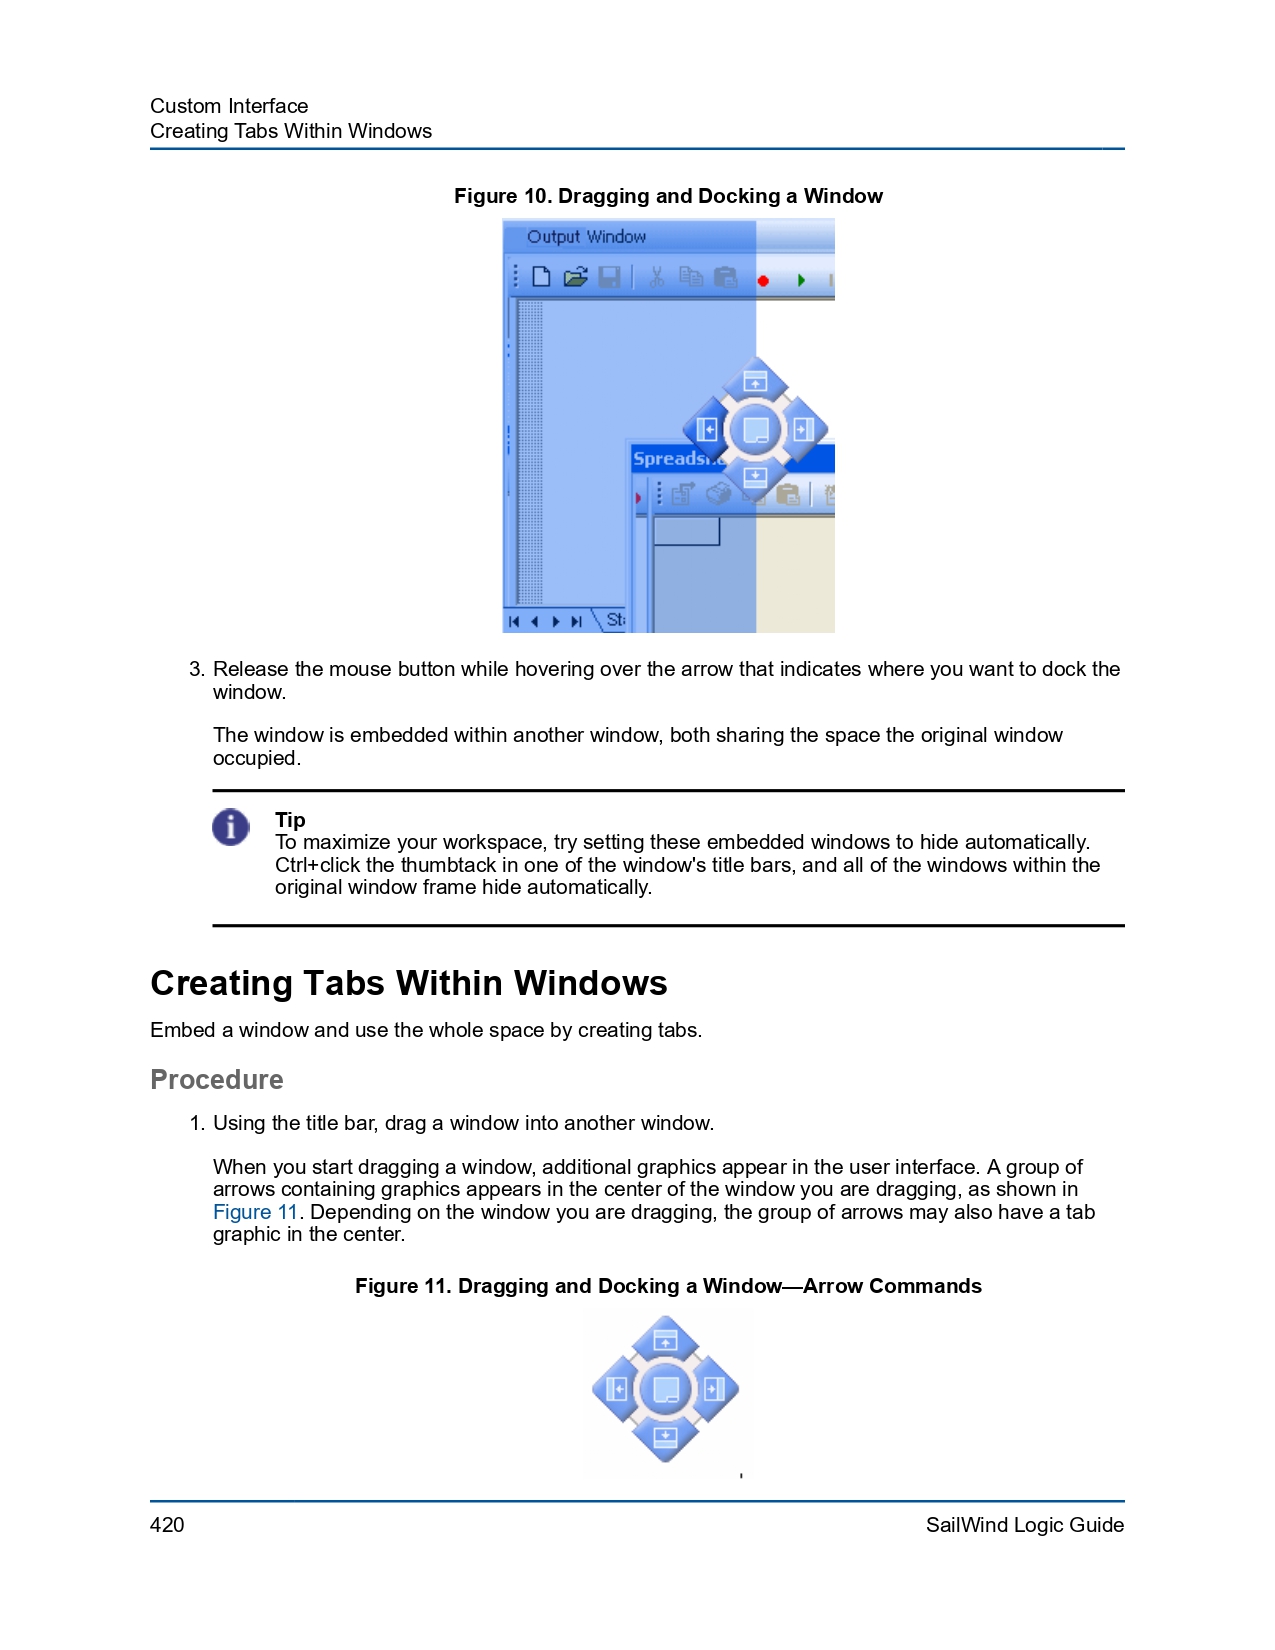 Custom Interface
Creating Tabs Within Windows
Figure 10. Dragging and Docking a Window
Output Window
Spreads
St
3. Release the mouse button while hovering over the arrow that indicates where you want to dock the
window.
The window is embedded within another window, both sharing the space the original window
occupied.
Tip
To maximize your workspace, try setting these embedded windows to hide automatically.
Ctrl+click the thumbtack in one of the window's title bars, and all of the windows within the
original window frame hide automatically.
Creating Tabs Within Windows
Embed a window and use the whole space by creating tabs.
Procedure
1. Using the title bar, drag a window into another window.
When you start dragging a window, additional graphics appear in the user interface. A group of
arrows containing graphics appears in the center of the window you are dragging, as shown in
Figure 11. Depending on the window you are dragging, the group of arrows may also have a tab
graphic in the center.
Figure 11. Dragging and Docking a Window—Arrow Commands
420
SailWind Logic Guide